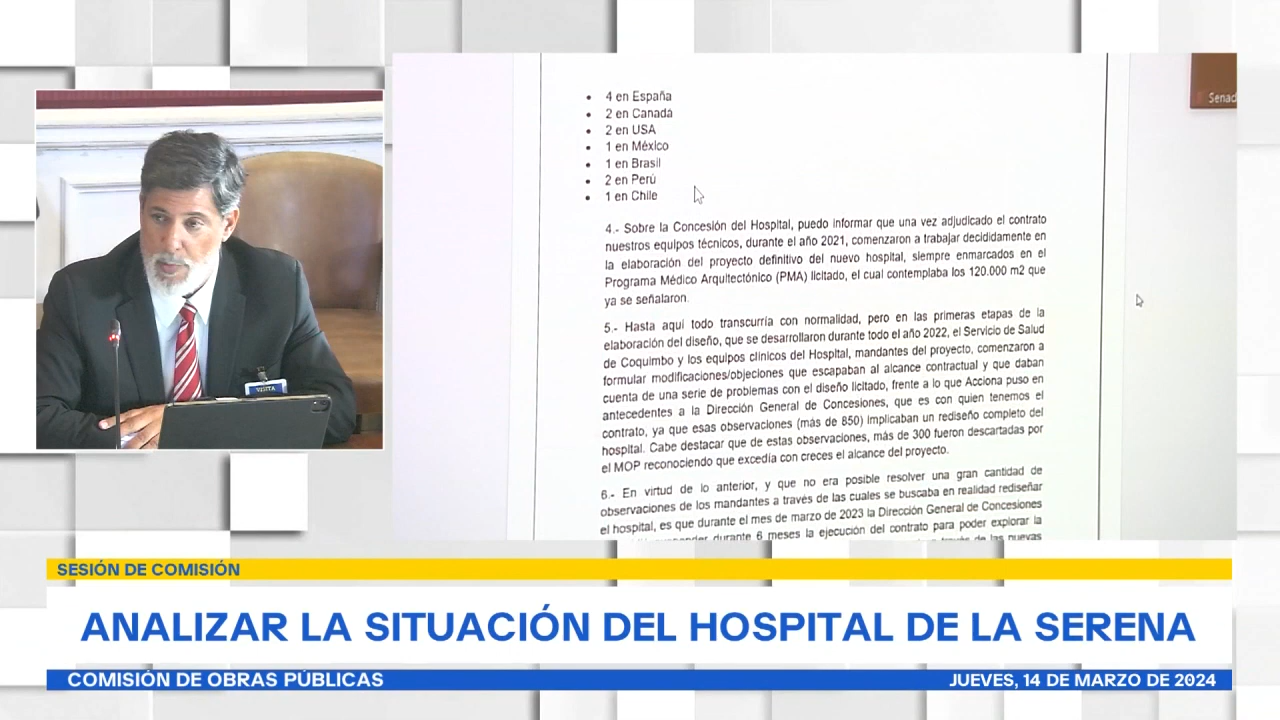 4 en España
2 en Canadá
2 en USA
1 en México
1 en Brasil
2 en Perú
1 en Chile
Senad
4.- Sobre la Concesión del Hospital, puedo informar que una vez adjudicado el contrato
nuestros equipos técnicos, durante el año 2021, comenzaron a trabajar decididamente en
la elaboración del proyecto definitivo del nuevo hospital, siempre enmarcados en el
Programa Médico Arquitectónico (PMA) licitado, el cual contemplaba los 120.000 m2 que
ya se señalaron.
5.- Hasta aquí todo transcurría con normalidad, pero en las primeras etapas de la
elaboración del diseño, que se desarrollaron durante todo el año 2022, el Servicio de Salud
de Coquimbo y los equipos clínicos del Hospital, mandantes del proyecto, comenzaron a
formular modificaciones/objeciones que escapaban al alcance contractual y que daban
cuenta de una serie de problemas con el diseño licitado, frente a lo que Acciona puso en
antecedentes a la Dirección General de Concesiones, que es con quien tenemos el
contrato, ya que esas observaciones (más de 850) implicaban un rediseño completo del
hospital. Cabe destacar que de estas observaciones, más de 300 fueron descartadas por
el MOP reconociendo que excedía con creces el alcance del proyecto.
6.- En virtud de lo anterior, y que no era posible resolver una gran cantidad de
observaciones de los mandantes a través de las cuales se buscaba en realidad rediseñar
el hospital, es que durante el mes de marzo de 2023 la Dirección General de Concesiones
durante 6 meses la ejecución del contrato para poder explorar la
de las nuevas
VISITA
SESIÓN DE COMISIÓN
ANALIZAR LA SITUACIÓN DEL HOSPITAL DE LA SERENA
COMISIÓN DE OBRAS PÚBLICAS
JUEVES, 14 DE MARZO DE 2024